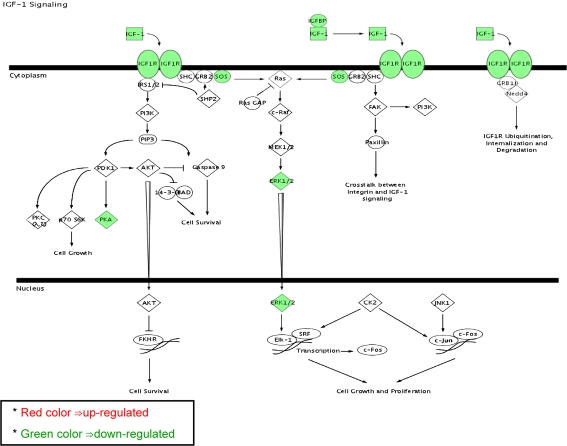 IGF-1 Signaling
IGFBP
IGF-1
IGF-1
IGF-1
IGF-1
IGF1R IGF1R
IGF1R IGF1R
IGF1R IGF1R
Cytoplasm
SHC GRB2 SOS
Ras
SOS GRB2 SHC
IRS1/2
SHP2
Ras GAP
c-Raf
FAK
PI3K
GRB10
Nedd4
PI3K
PIP3
MEK1/2
Paxillin
IGF1R Ubiquitination,
Internalization and
Degradation
PDK1
AKT
Caspase 9
ERK1/2
14-3-3
BAD
Crosstalk between
Integrin and IGF-1
signaling
PKC
p70 S6K
PKA
Cell Survival
Cell Growth
Nucleus
AKT
ERK1/2
CK2
JNK1
FKHR
Elk-1
SRF
c-Jun
c-Fos
Transcription
c-Fos
Cell Survival
Cell Growth and Proliferation
* Red color ⇒up-regulated
* Green color ⇒down-regulated